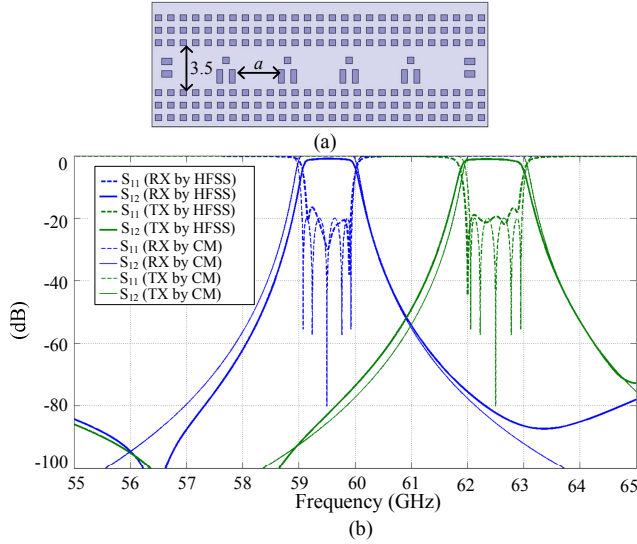 3.5
a
(a)
0
-20
-40
-60
-80
-100
(dB)
S11 (RX by HFSS)
S12 (RX by HFSS)
S11 (TX by HFSS)
S12 (TX by HFSS)
S11 (RX by CM)
S12 (RX by CM)
S11 (TX by CM)
S12 (TX by CM)
55 56 57 58 59 60 61 62 63 64 65
Frequency (GHz)
(b)